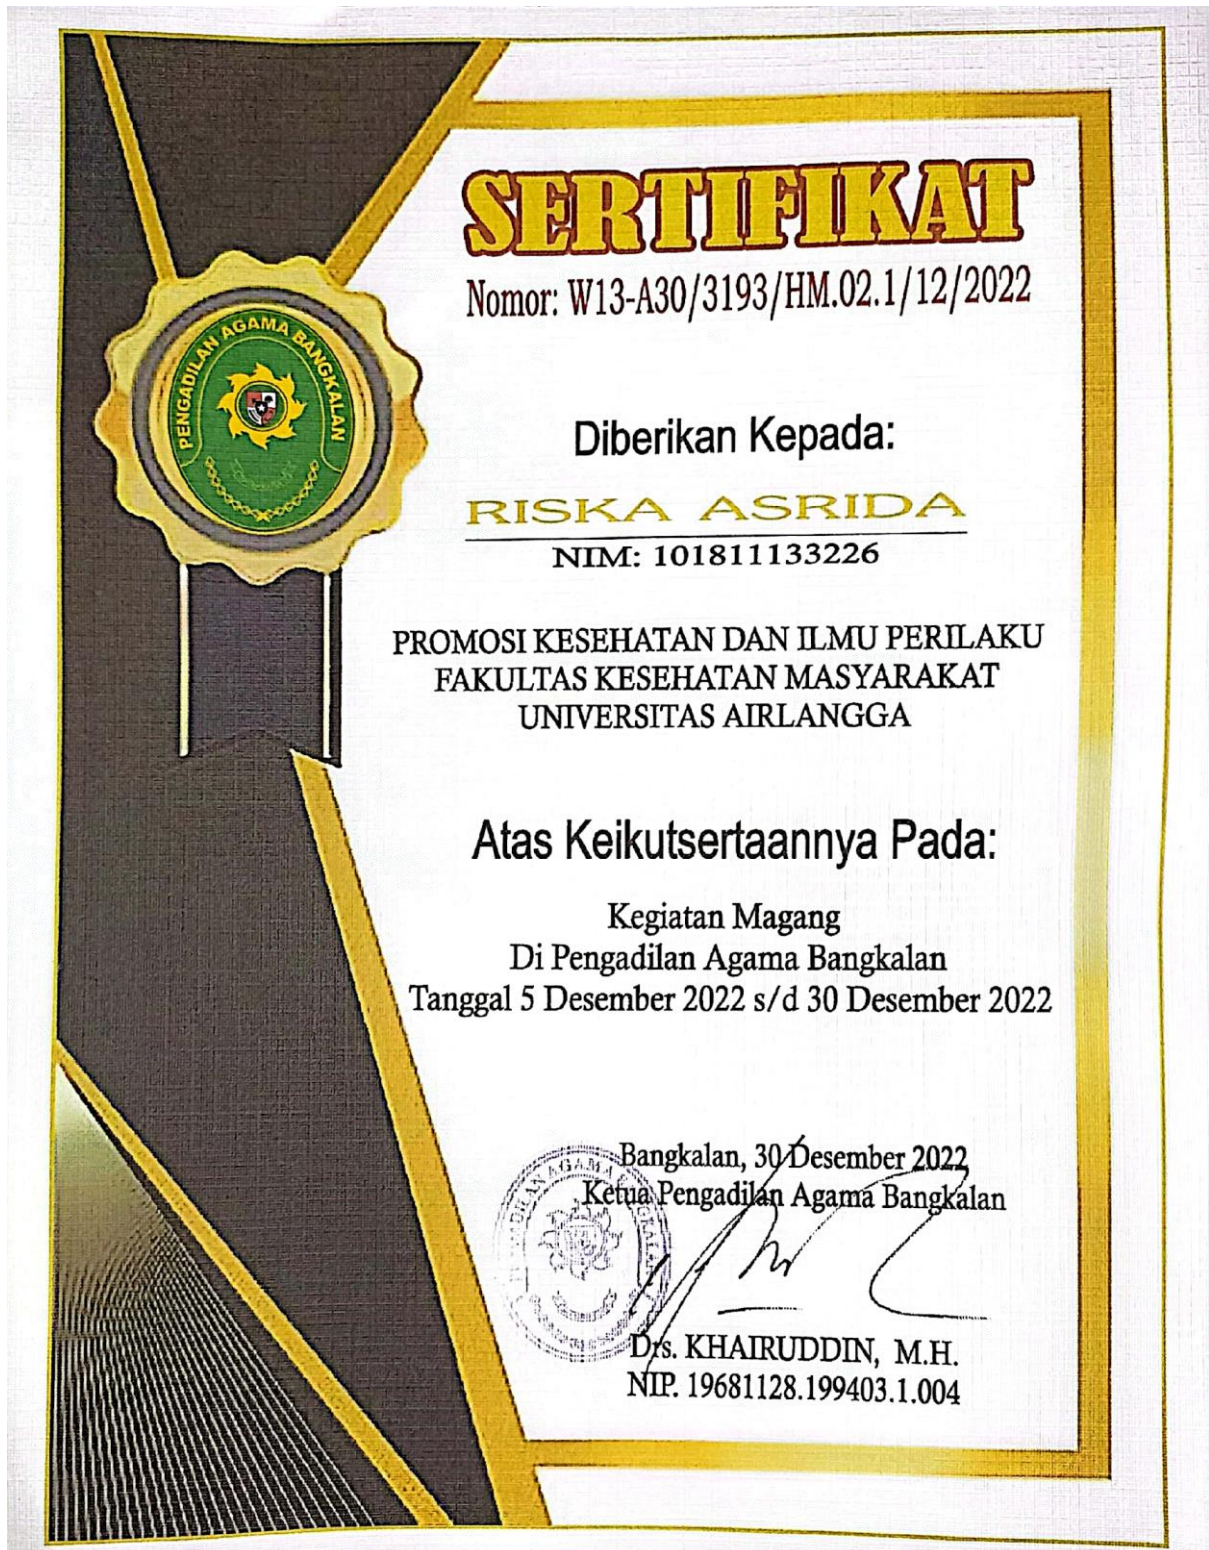 SERTIFIKAT
Nomor: W13-A30/3193/HM.02.1/12/2022
PENGADILAN AGAMA BANGKALAN
Diberikan Kepada:
RISKA ASRIDA
NIM: 101811133226
PROMOSI KESEHATAN DAN ILMU PERILAKU
FAKULTAS KESEHATAN MASYARAKAT
UNIVERSITAS AIRLANGGA
Atas Keikutsertaannya Pada:
Kegiatan Magang
Di Pengadilan Agama Bangkalan
Tanggal 5 Desember 2022 s/d 30 Desember 2022
Bangkalan, 30 Desember 2022
Ketua Pengadilan Agama Bangkalan
Drs. KHAIRUDDIN, M.H.
NIP. 19681128.199403.1.004